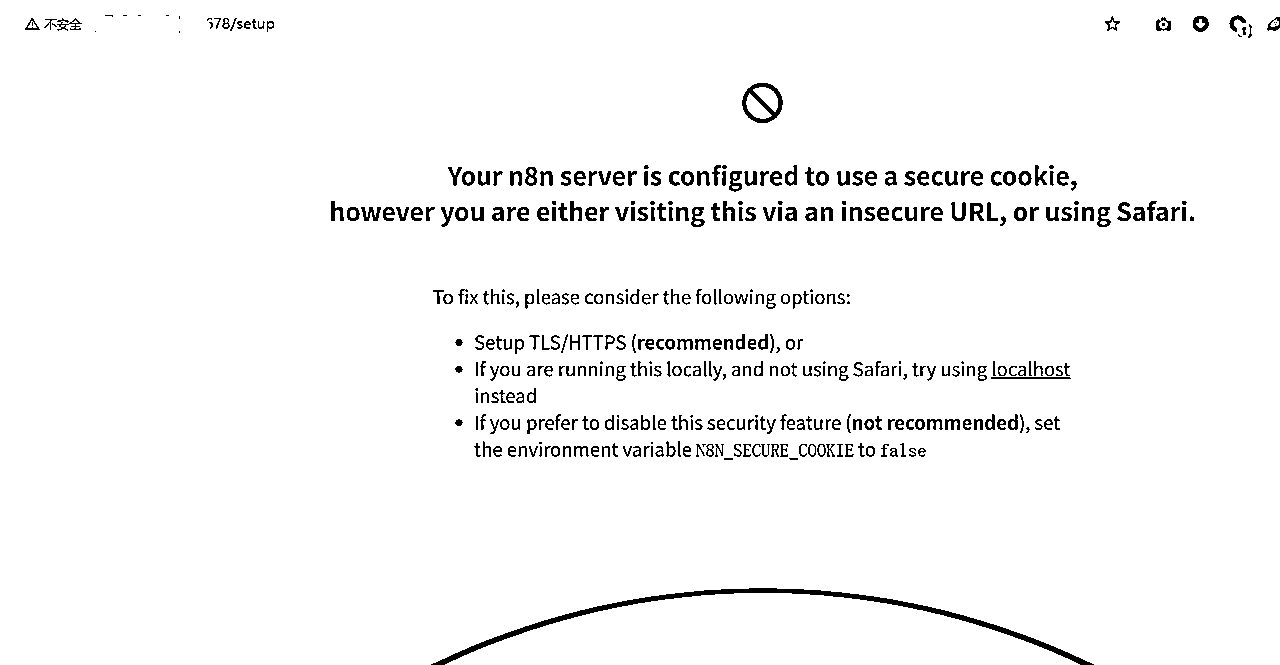 不安全 678/setup
Your n8n server is configured to use a secure cookie,
however you are either visiting this via an insecure URL, or using Safari.
To fix this, please consider the following options:
• Setup TLS/HTTPS (recommended), or
• If you are running this locally, and not using Safari, try using localhost
instead
• If you prefer to disable this security feature (not recommended), set
the environment variable N8N_SECURE_COOKIE to false